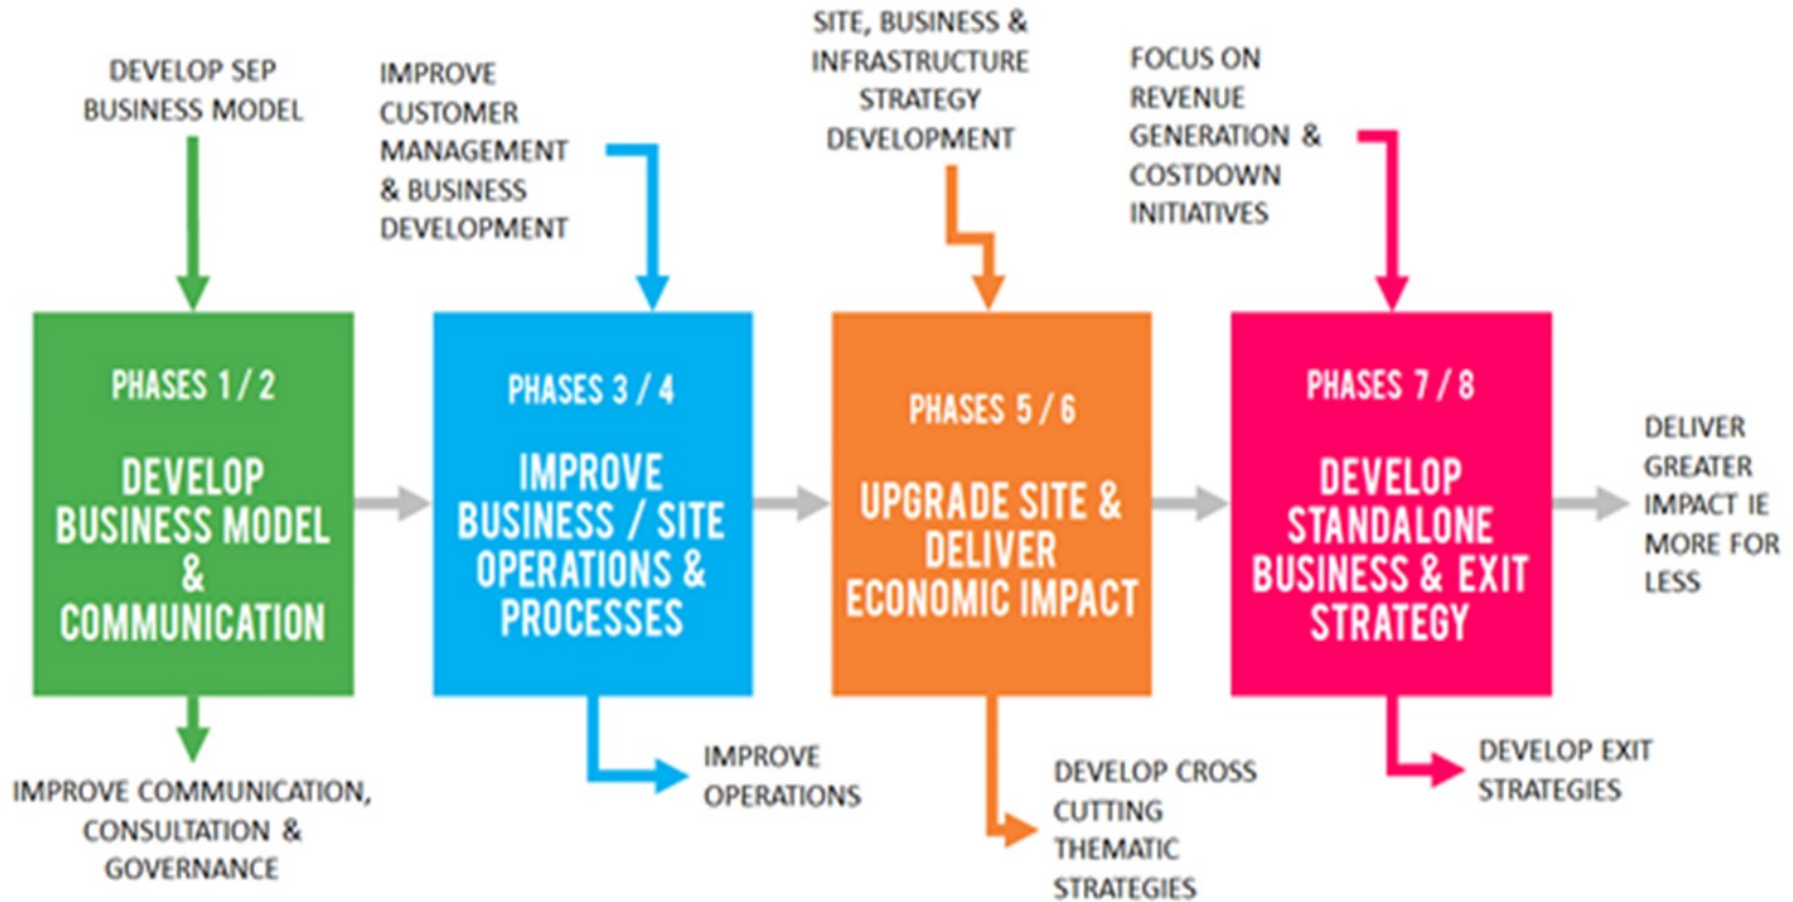 DEVELOP SEP
BUSINESS MODEL
IMPROVE
CUSTOMER
MANAGEMENT
& BUSINESS
DEVELOPMENT
SITE, BUSINESS &
INFRASTRUCTURE
STRATEGY
DEVELOPMENT
FOCUS ON
REVENUE
GENERATION &
COSTDOWN
INITIATIVES
PHASES 1 / 2
DEVELOP
BUSINESS MODEL
&
COMMUNICATION
PHASES 3 / 4
IMPROVE
BUSINESS / SITE
OPERATIONS &
PROCESSES
PHASES 5 / 6
UPGRADE SITE &
DELIVER
ECONOMIC IMPACT
PHASES 7 / 8
DEVELOP
STANDALONE
BUSINESS & EXIT
STRATEGY
DELIVER
GREATER
IMPACT IE
MORE FOR
LESS
IMPROVE COMMUNICATION,
CONSULTATION &
GOVERNANCE
IMPROVE
OPERATIONS
DEVELOP CROSS
CUTTING
THEMATIC
STRATEGIES
DEVELOP EXIT
STRATEGIES